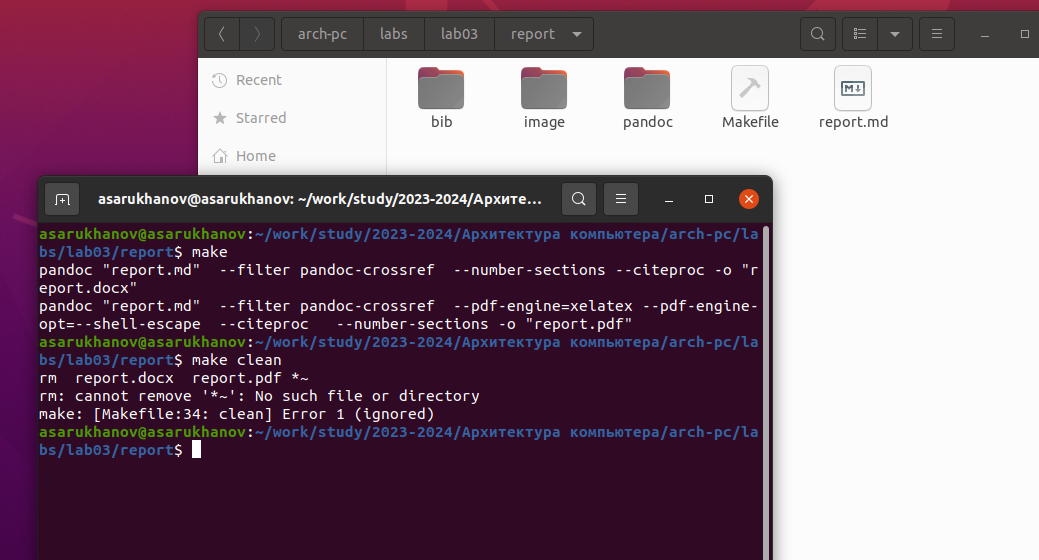 arch-pc labs lab03 report
Recent
Starred
Home
bib image pandoc Makefile report.md
asarukhanov@asarukhanov: ~/work/study/2023-2024/Архите...
asarukhanov@asarukhanov:~/work/study/2023-2024/Архитектура компьютера/arch-pc/la
bs/lab03/report$ make
pandoc "report.md"  --filter pandoc-crossref  --number-sections --citeproc -o "r
eport.docx"
pandoc "report.md"  --filter pandoc-crossref  --pdf-engine=xelatex --pdf-engine-
opt=--shell-escape  --citeproc   --number-sections -o "report.pdf"
asarukhanov@asarukhanov:~/work/study/2023-2024/Архитектура компьютера/arch-pc/la
bs/lab03/report$ make clean
rm  report.docx  report.pdf *~
rm: cannot remove '*~': No such file or directory
make: [Makefile:34: clean] Error 1 (ignored)
asarukhanov@asarukhanov:~/work/study/2023-2024/Архитектура компьютера/arch-pc/la
bs/lab03/report$